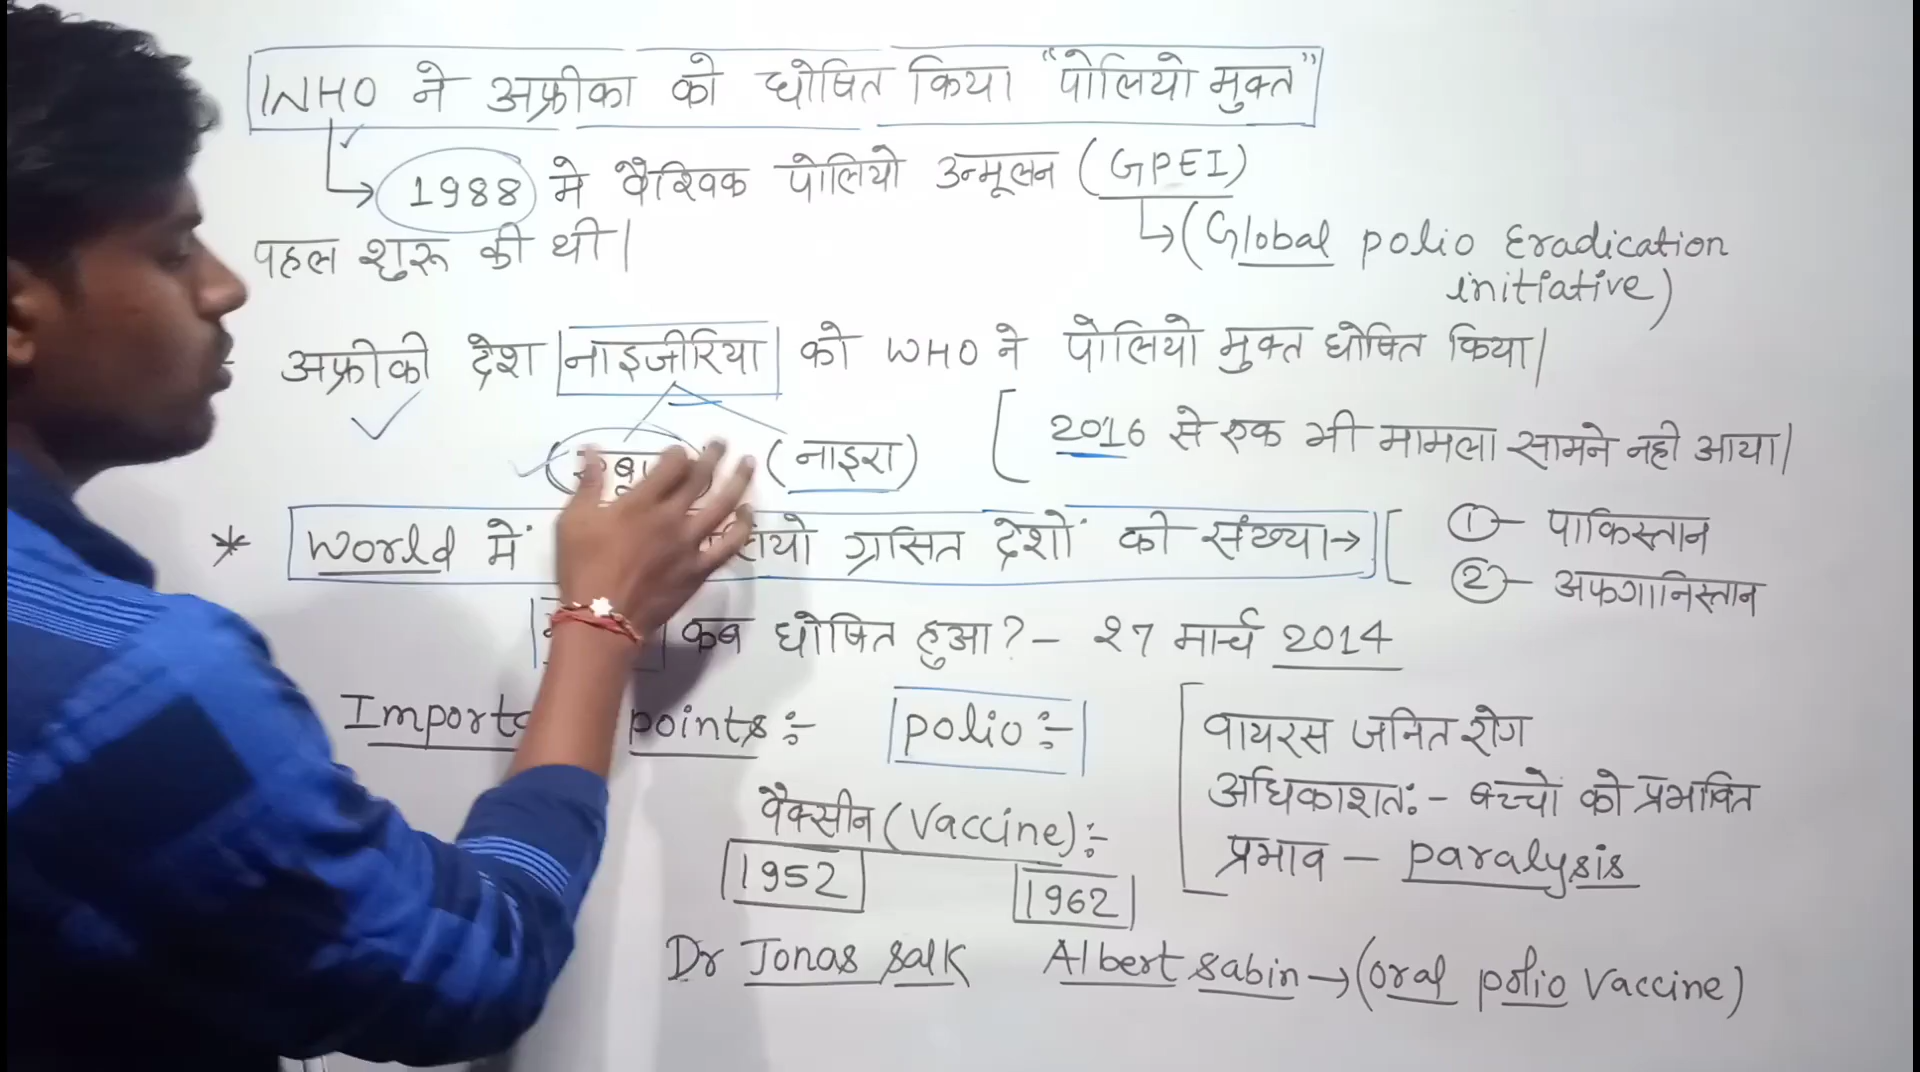 WHO ने अफ्रीका को घोषित किया "पोलियो मुक्त"
1988 मे वैश्विक पोलियो उन्मूलन (GPEI)
पहल शुरू की थी।
(Global polio Eradication
initiative)
अफ्रीकी देश नाइजीरिया को WHO ने पोलियो मुक्त घोषित किया।
(नाइरा)
2016 से एक भी मामला सामने नही आया।
* World में ग्रसित देशों की संख्या→
① – पाकिस्तान
② – अफगानिस्तान
कब घोषित हुआ? – 27 मार्च 2014
points:-
polio:-
वायरस जनित रोग
अधिकाशत:- बच्चो को प्रभावित
प्रभाव – paralysis
वैक्सीन (Vaccine):-
1952 1962
Dr Jonas Salk Albert Sabin → (Oral polio Vaccine)